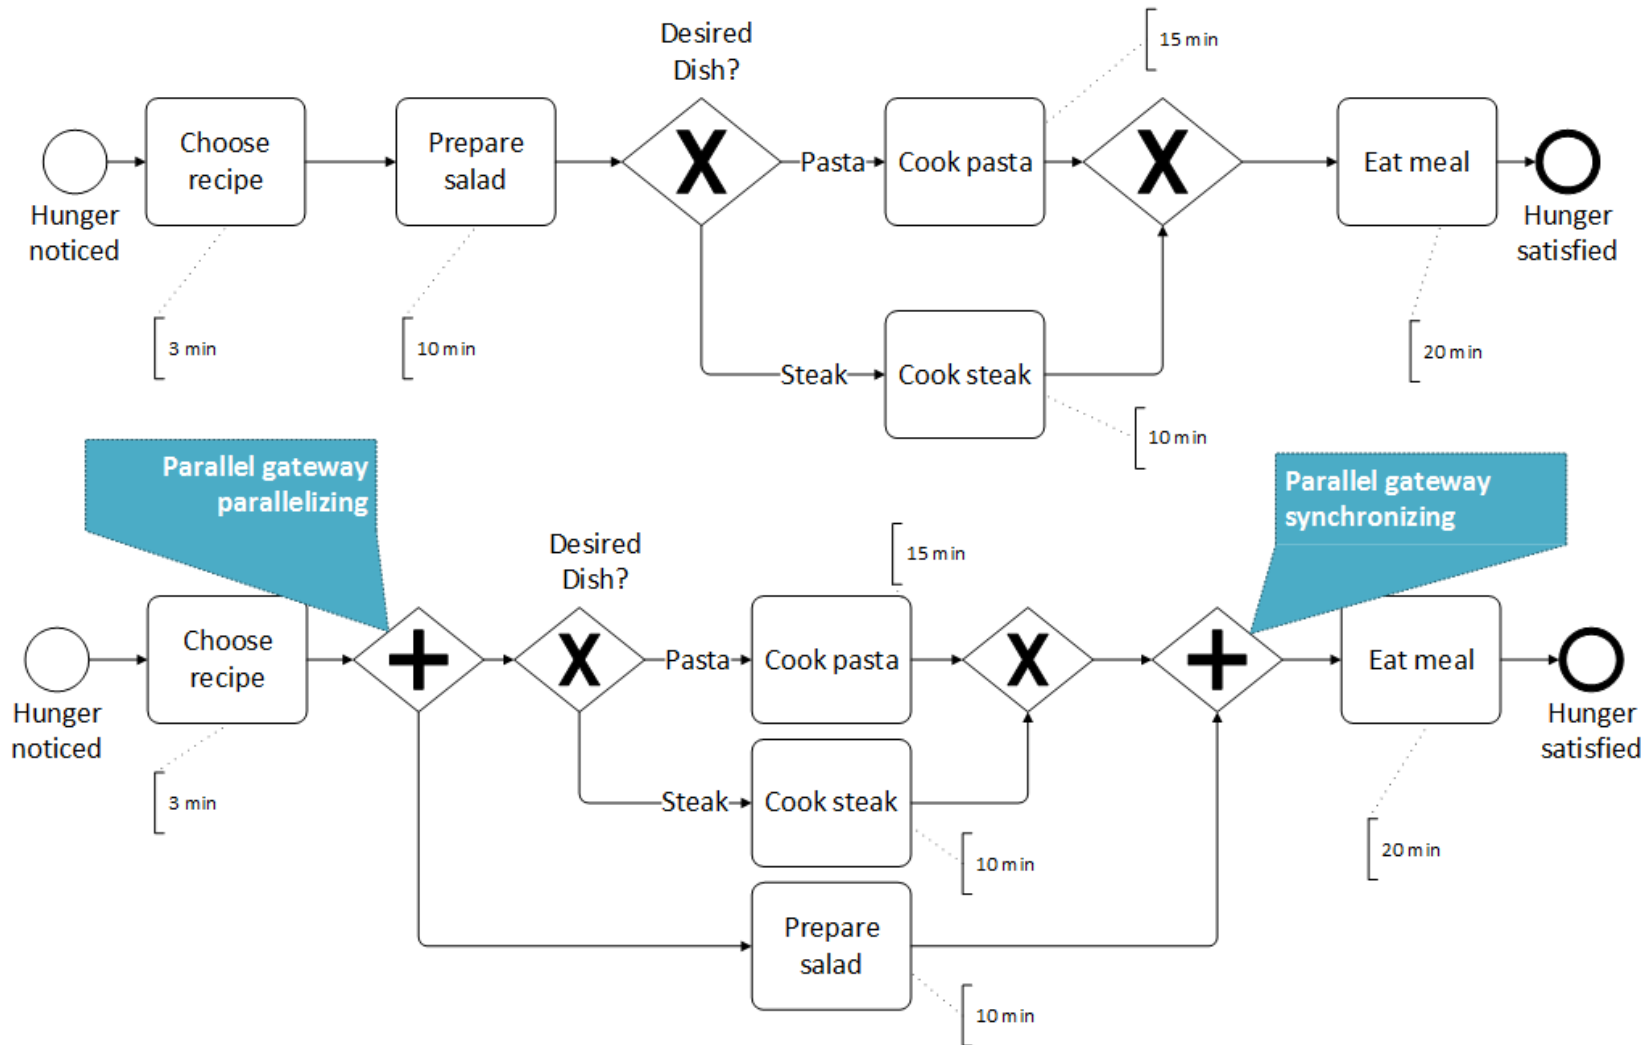 Desired
Dish?
15 min
Choose
recipe
Prepare
salad
X
Pasta
Cook pasta
X
Eat meal
Hunger
noticed
Hunger
satisfied
3 min
10 min
20 min
Steak
Cook steak
10 min
Parallel gateway
parallelizing
Parallel gateway
synchronizing
Desired
Dish?
15 min
Choose
recipe
X
Pasta
Cook pasta
X
Eat meal
Hunger
noticed
Hunger
satisfied
3 min
Steak
Cook steak
10 min
20 min
Prepare
salad
10 min